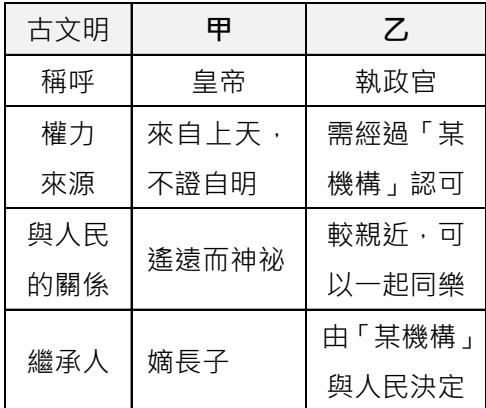 古文明 甲 乙
稱呼 皇帝 執政官
權力 來自上天， 需經過「某
來源 不證自明 機構」認可
與人民 遙遠而神祕 較親近，可
的關係 以一起同樂
繼承人 嫡長子 由「某機構」
與人民決定